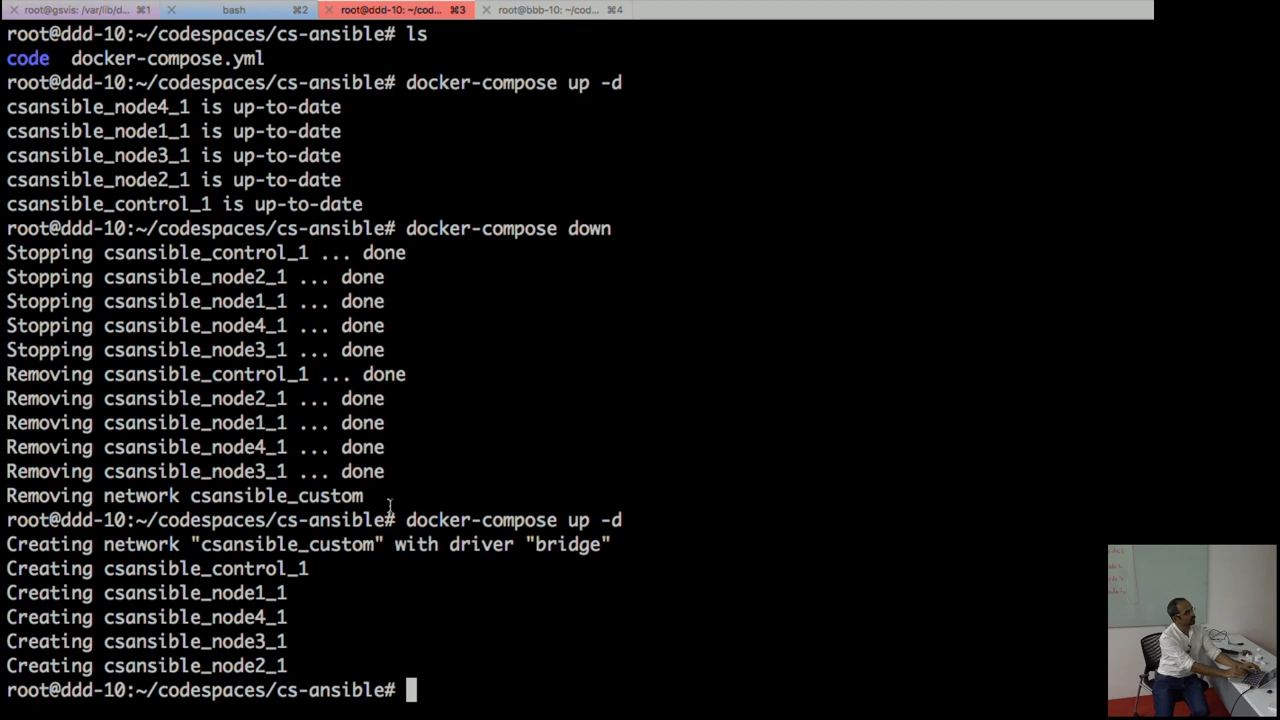 root@gsvis: /var/lib/d... ⌘1 bash ⌘2 root@ddd-10: ~/cod... ⌘3 root@bbb-10: ~/cod... ⌘4
root@ddd-10:~/codespaces/cs-ansible# ls
code docker-compose.yml
root@ddd-10:~/codespaces/cs-ansible# docker-compose up -d
csansible_node4_1 is up-to-date
csansible_node1_1 is up-to-date
csansible_node3_1 is up-to-date
csansible_node2_1 is up-to-date
csansible_control_1 is up-to-date
root@ddd-10:~/codespaces/cs-ansible# docker-compose down
Stopping csansible_control_1 ... done
Stopping csansible_node2_1 ... done
Stopping csansible_node1_1 ... done
Stopping csansible_node4_1 ... done
Stopping csansible_node3_1 ... done
Removing csansible_control_1 ... done
Removing csansible_node2_1 ... done
Removing csansible_node1_1 ... done
Removing csansible_node4_1 ... done
Removing csansible_node3_1 ... done
Removing network csansible_custom
root@ddd-10:~/codespaces/cs-ansible# docker-compose up -d
Creating network "csansible_custom" with driver "bridge"
Creating csansible_control_1
Creating csansible_node1_1
Creating csansible_node4_1
Creating csansible_node3_1
Creating csansible_node2_1
root@ddd-10:~/codespaces/cs-ansible#